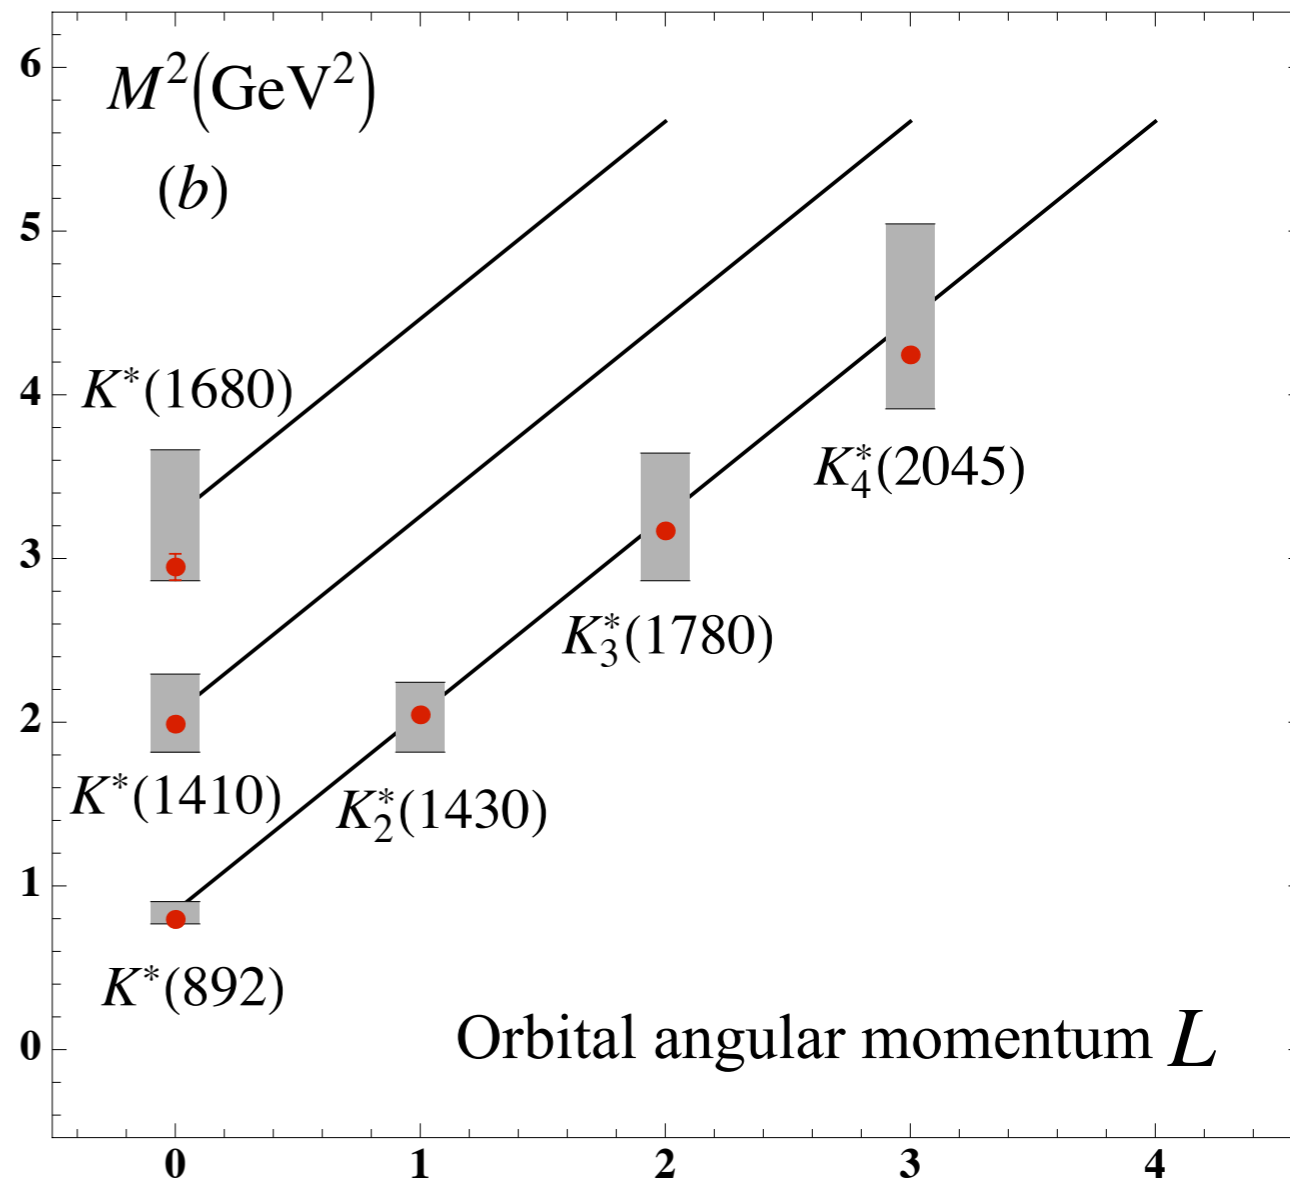 6
M²(GeV²)
(b)
5
K*(1680)
4
K₄*(2045)
3
K₃*(1780)
2
K*(1410)
K₂*(1430)
1
K*(892)
0
Orbital angular momentum L
0 1 2 3 4